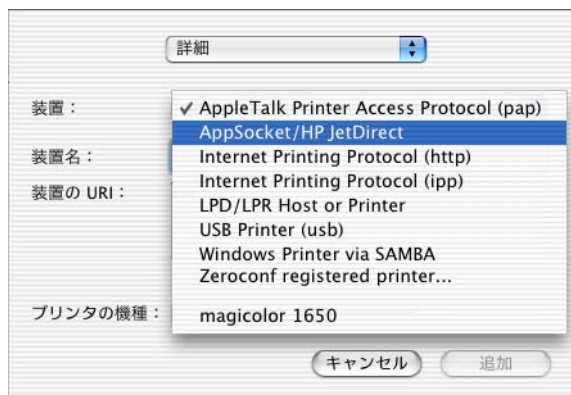 詳細
装置：
✓ AppleTalk Printer Access Protocol (pap)
AppSocket/HP JetDirect
装置名：
Internet Printing Protocol (http)
Internet Printing Protocol (ipp)
装置の URI：
LPD/LPR Host or Printer
USB Printer (usb)
Windows Printer via SAMBA
Zeroconf registered printer...
プリンタの機種：
magicolor 1650
キャンセル
追加